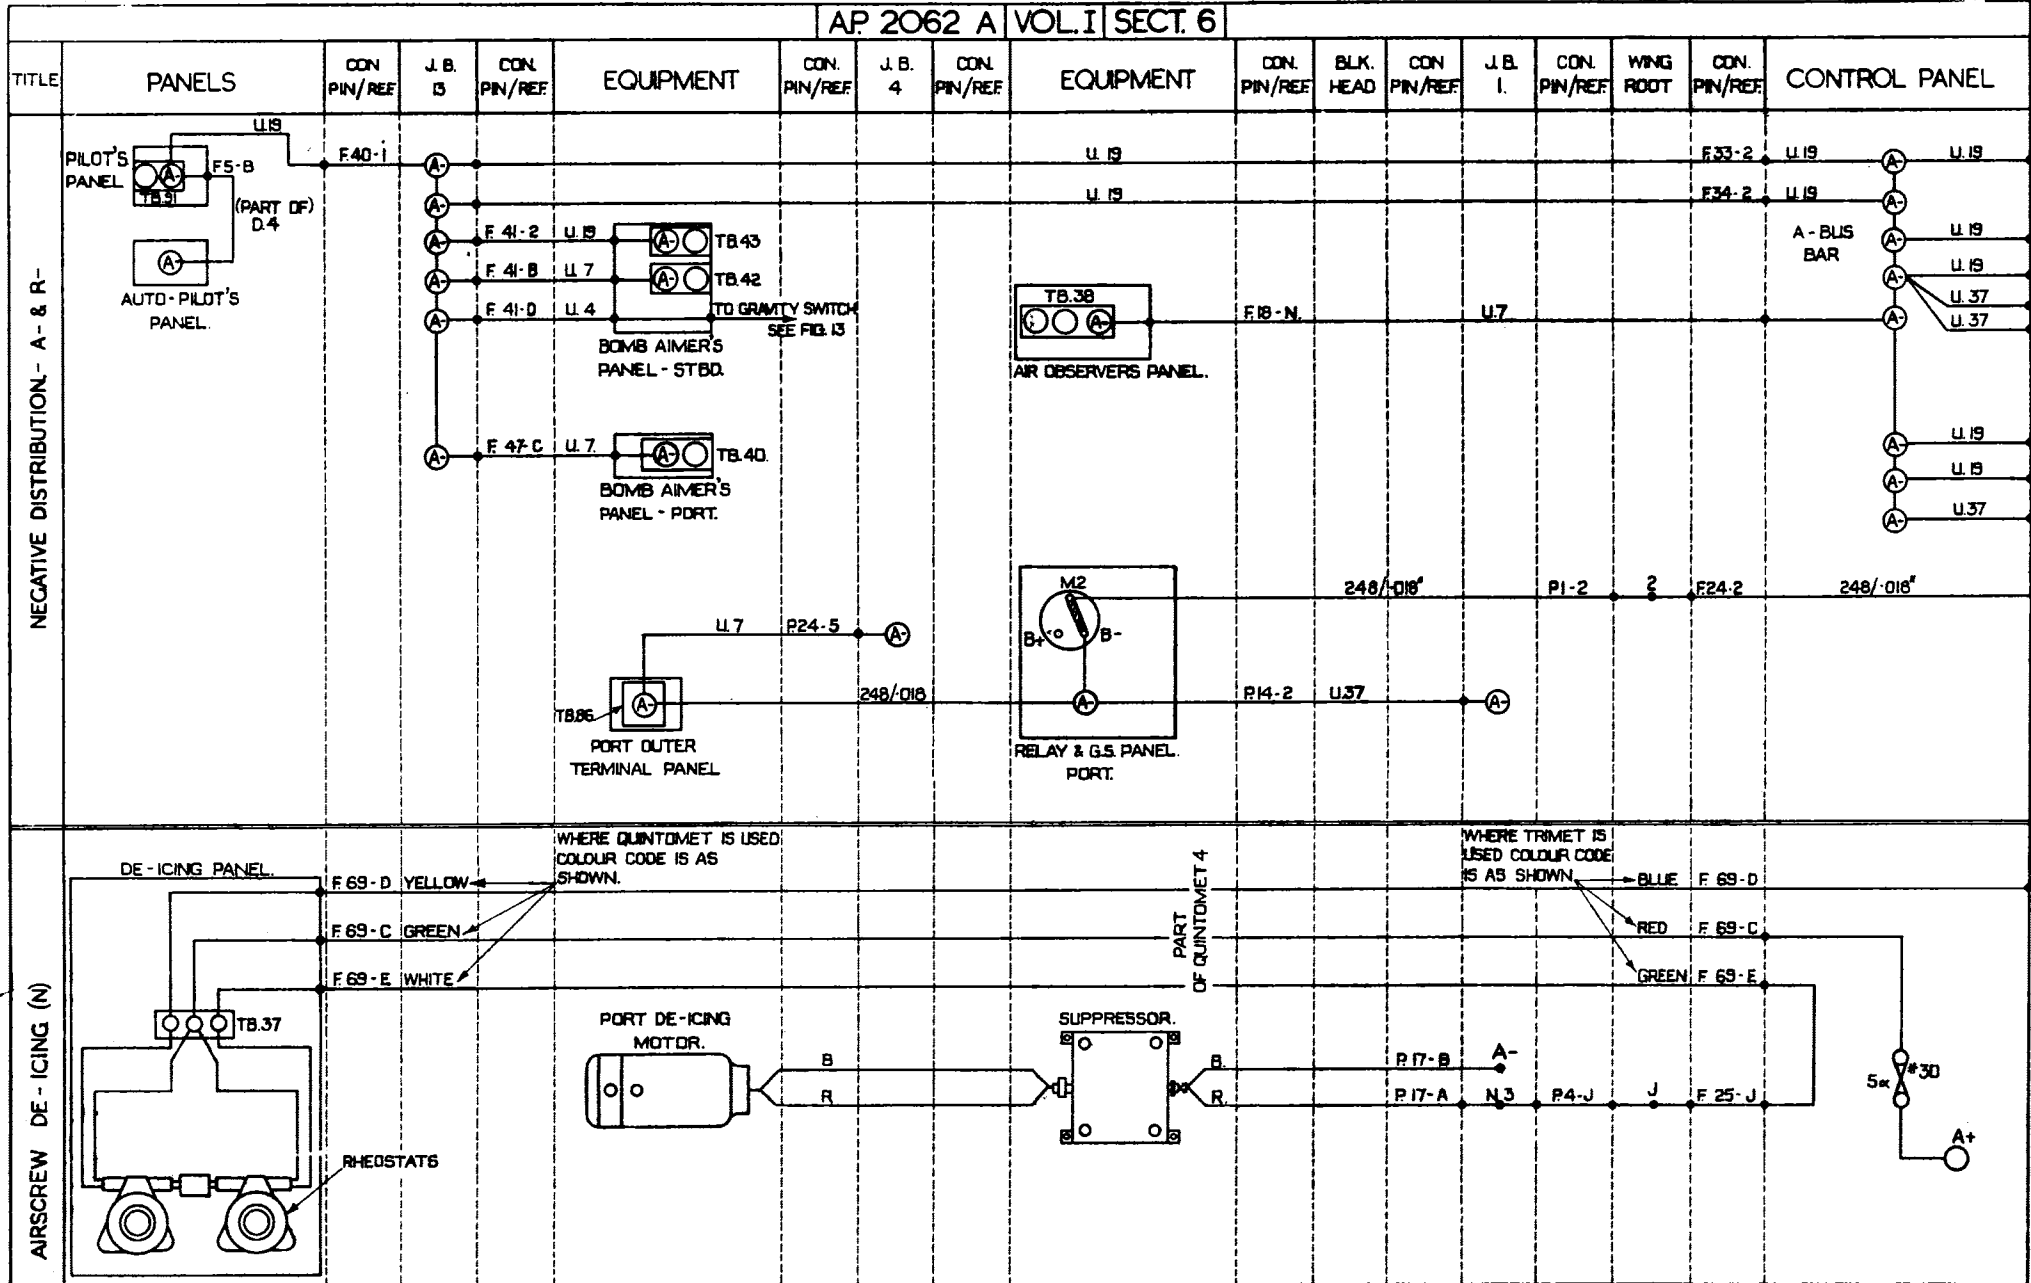 A.P. 2062 A VOL. I SECT. 6
TITLE
PANELS
CON PIN/REF
J. B. 13
CON. PIN/REF
EQUIPMENT
CON. PIN/REF
J. B. 4
CON. PIN/REF
EQUIPMENT
CON. PIN/REF
BLK. HEAD
CON PIN/REF
J. B. 1.
CON. PIN/REF
WING ROOT
CON. PIN/REF
CONTROL PANEL
NEGATIVE DISTRIBUTION.- A- & R-
U.19
PILOT'S
PANEL
A-
TB.91
F5-B
(PART OF)
D.4
A-
AUTO-PILOT'S
PANEL.
F.40-1
A-
U. 19
F.33-2 U.19
A-
U. 19
A-
U. 19
F.34-2 U.19
A-
A-
F. 41-2 U. 19
A-
TB.43
A - BUS
BAR
A-
U. 19
A-
F. 41-B U. 7
A-
TB.42
A-
U. 19
U. 37
U. 37
A-
F. 41-D U. 4
TO GRAVITY SWITCH
SEE FIG. 13
BOMB AIMER'S
PANEL - STBD.
TB.38
A-
AIR OBSERVERS PANEL.
F.18-N.
U.7
A-
A-
F. 47-C U. 7.
A-
TB.40.
BOMB AIMER'S
PANEL - PORT.
A-
U. 19
A-
U. 19
A-
U.37
M2
B+
B-
248/·018"
P1-2
2
F.24-2
248/·018"
U.7
P.24-5
A-
TB.86
A-
248/·018
A-
P.14-2
U.37
A-
PORT OUTER
TERMINAL PANEL
RELAY & G.S. PANEL.
PORT.
AIRSCREW DE - ICING (N)
DE - ICING PANEL.
WHERE QUINTOMET IS USED
COLOUR CODE IS AS
SHOWN.
WHERE TRIMET IS
USED COLOUR CODE
IS AS SHOWN
F. 69 - D YELLOW
BLUE F. 69 - D
F. 69 - C GREEN
RED F. 69 - C
F. 69 - E WHITE
GREEN F. 69 - E
PART
OF QUINTOMET 4
TB.37
PORT DE-ICING
MOTOR.
SUPPRESSOR.
B
B.
P. 17-B
A-
R
R.
P. 17-A
N.3
P.4-J
J
F. 25-J
#30
A+
RHEOSTATS